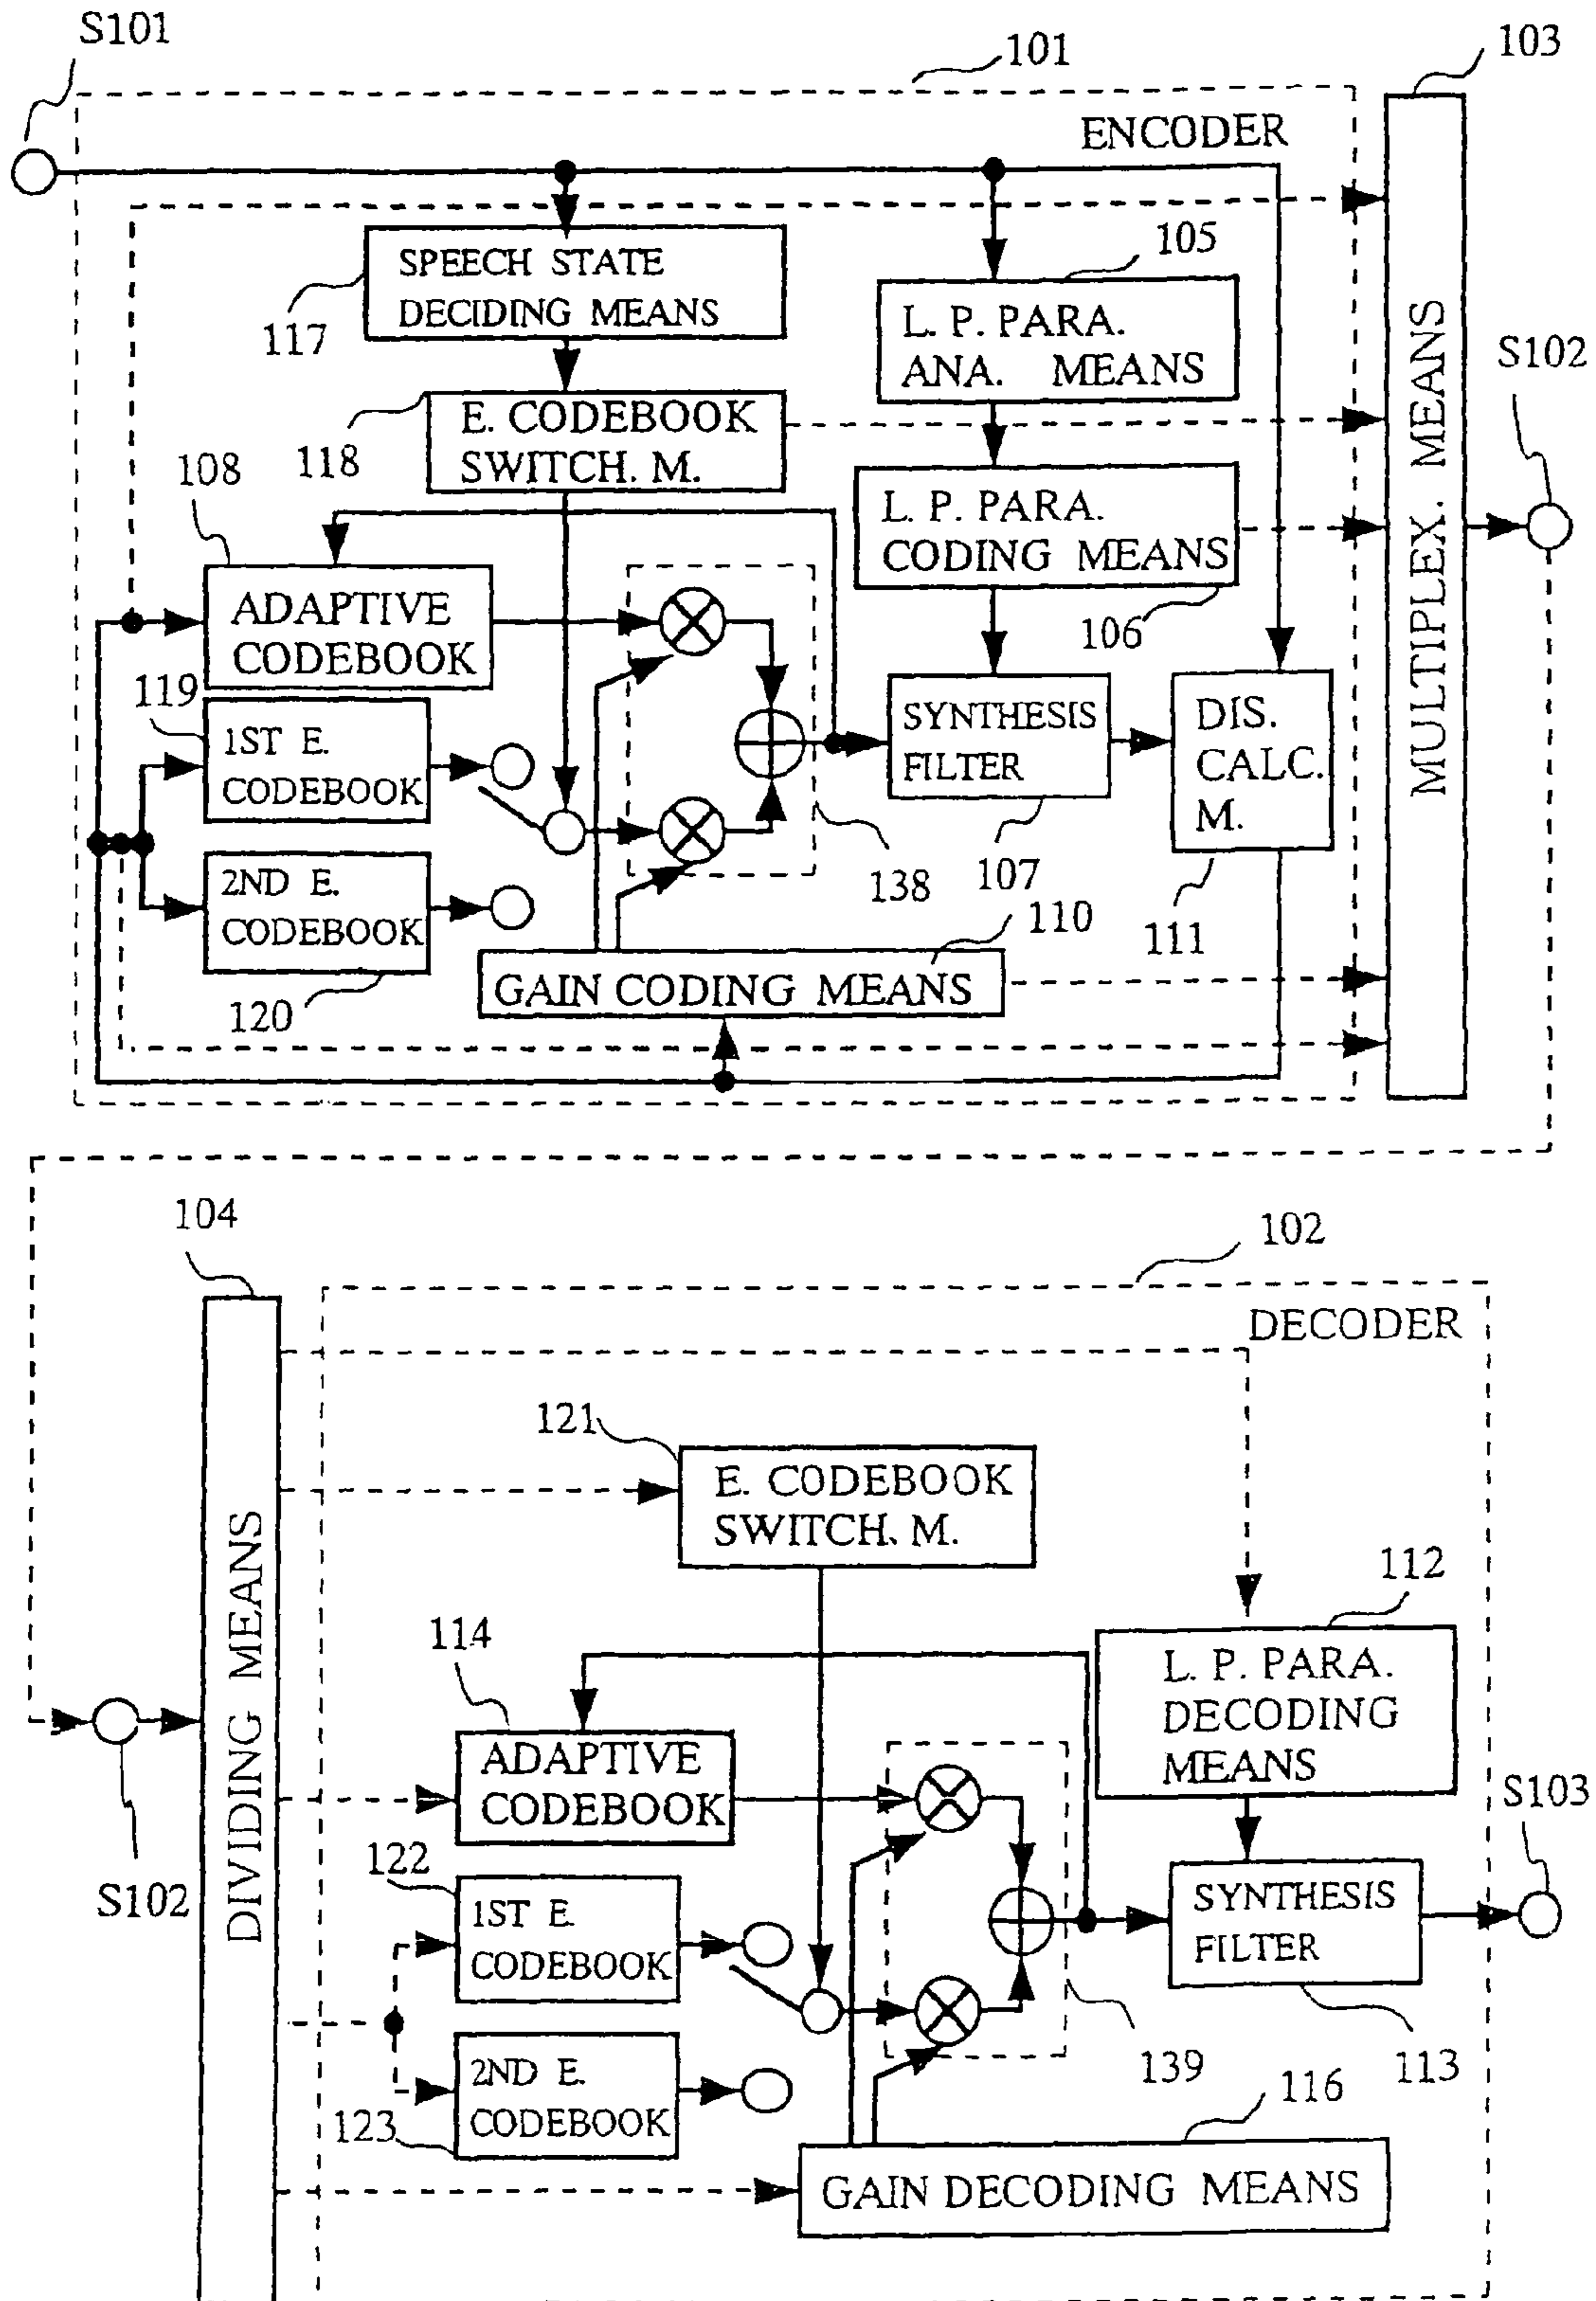 S101
101
103
ENCODER
SPEECH STATE
DECIDING MEANS
117
105
L. P. PARA.
ANA. MEANS
MULTIPLEX. MEANS
S102
E. CODEBOOK
SWITCH. M.
118
108
L. P. PARA.
CODING MEANS
106
ADAPTIVE
CODEBOOK
119
1ST E.
CODEBOOK
SYNTHESIS
FILTER
DIS.
CALC.
M.
2ND E.
CODEBOOK
138
107
110
111
120
GAIN CODING MEANS
104
102
DECODER
121
E. CODEBOOK
SWITCH. M.
DIVIDING MEANS
112
114
L. P. PARA.
DECODING
MEANS
ADAPTIVE
CODEBOOK
S103
S102
122
1ST E.
CODEBOOK
SYNTHESIS
FILTER
2ND E.
CODEBOOK
123
139
113
116
GAIN DECODING MEANS